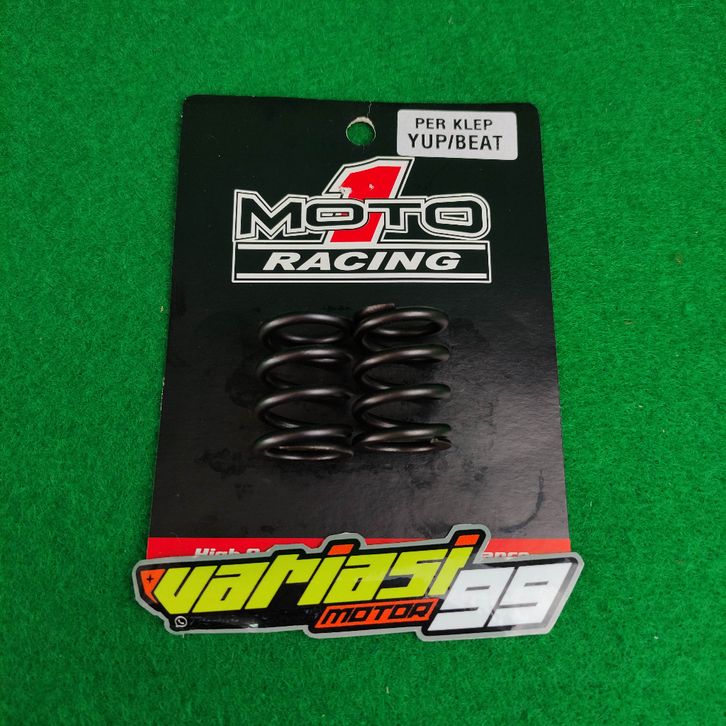 PER KLEP
YUP/BEAT
MOTO 1
RACING
variasi
MOTOR 99